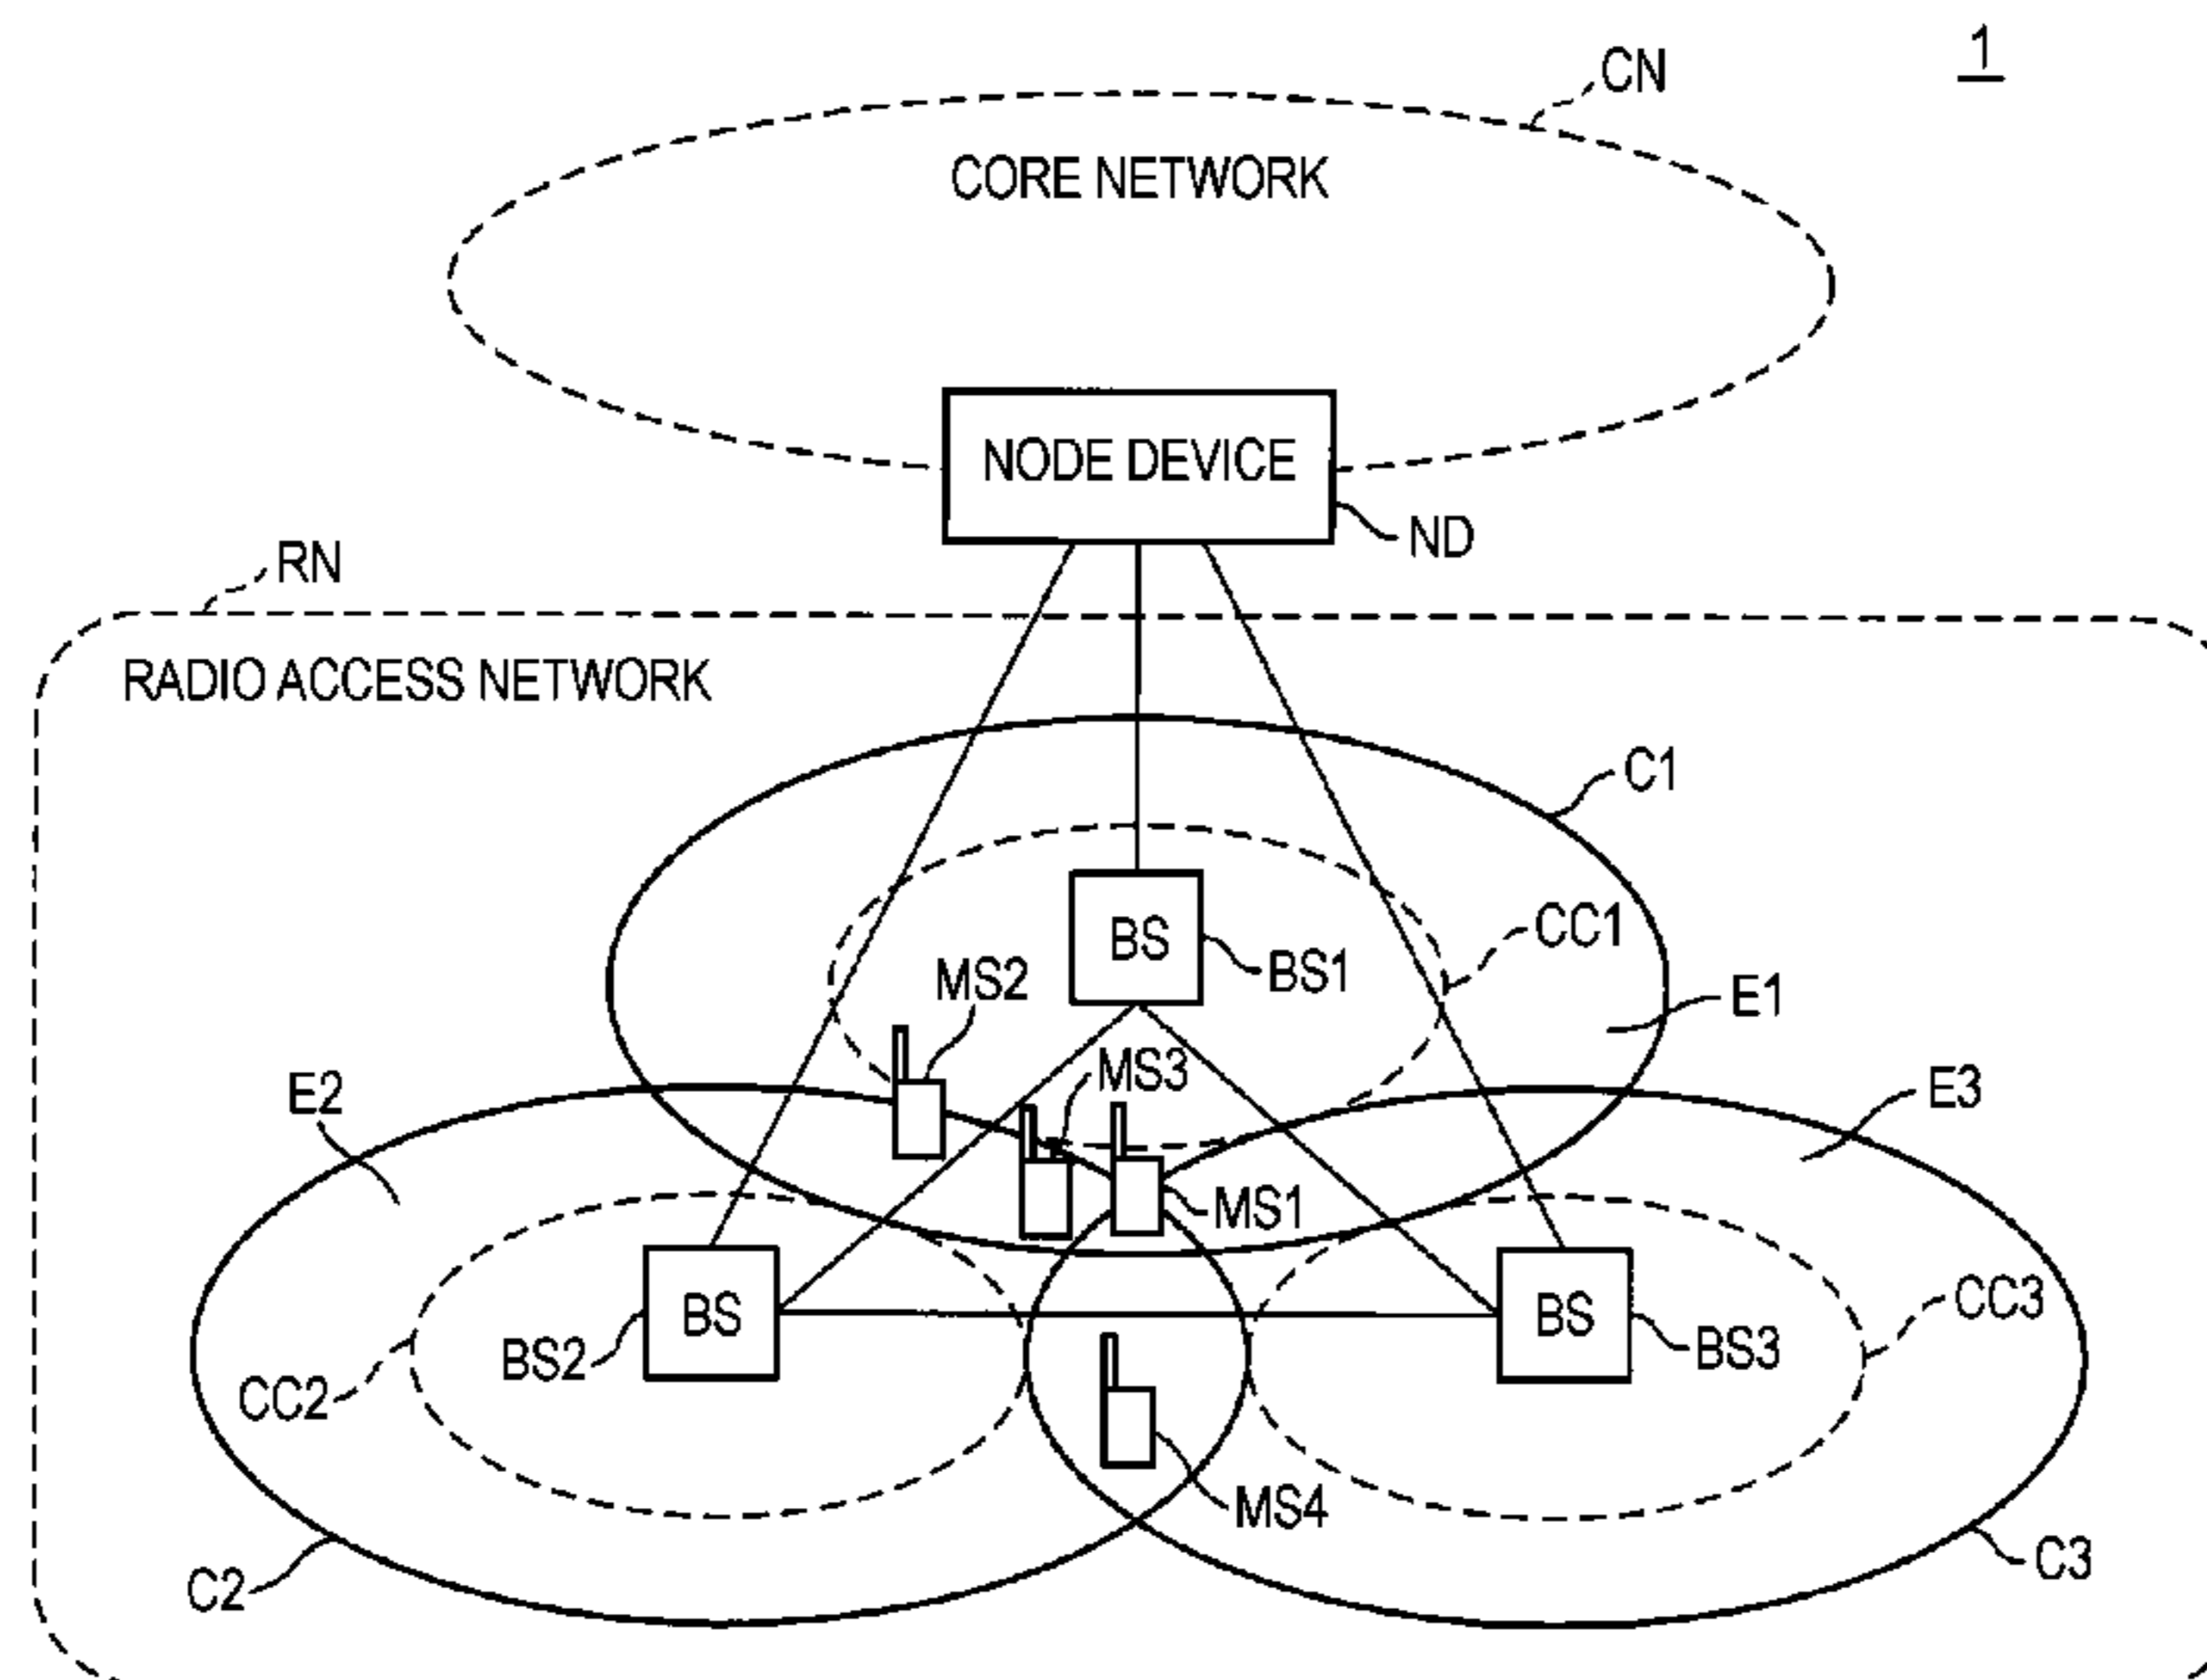 1
CN
CORE NETWORK
NODE DEVICE
ND
RN
RADIO ACCESS NETWORK
C1
CC1
BS
BS1
MS2
E1
MS3
E2
E3
MS1
BS
BS2
BS
BS3
CC3
CC2
MS4
C2
C3